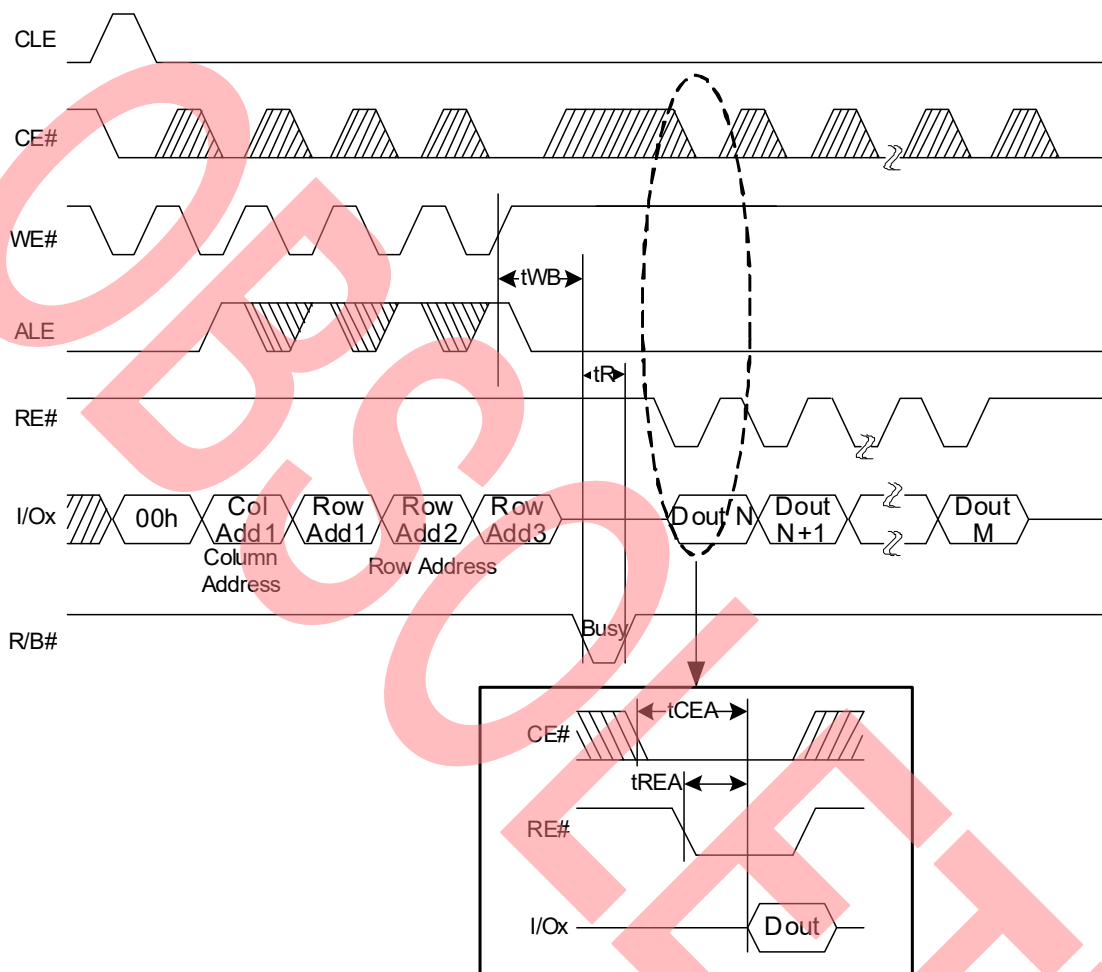 CLE
CE#
WE#
tWB
ALE
tR
RE#
I/Ox
00h
Col
Add1
Row
Add1
Row
Add2
Row
Add3
Dout N
Dout
N+1
Dout
M
Column
Address
Row Address
R/B#
Busy
tCEA
CE#
tREA
RE#
I/Ox
Dout
OBSOLET